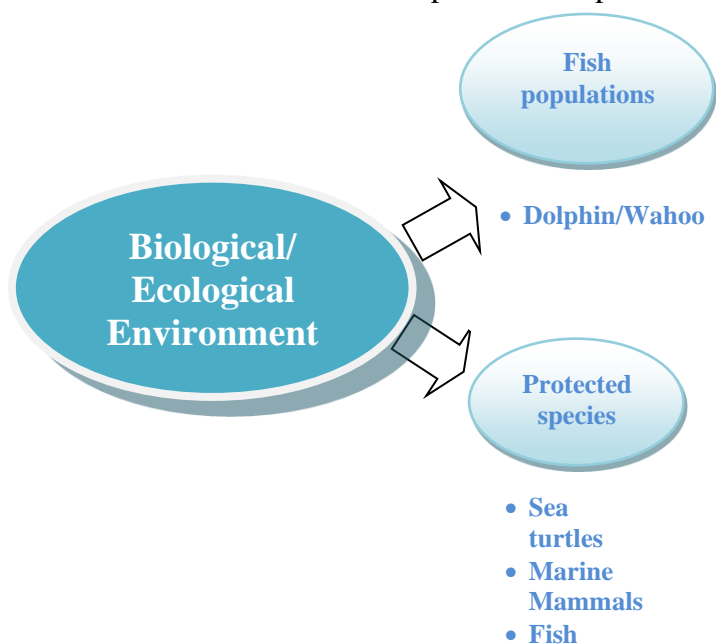 Fish
populations
• Dolphin/Wahoo
Biological/
Ecological
Environment
Protected
species
• Sea
turtles
• Marine
Mammals
• Fish